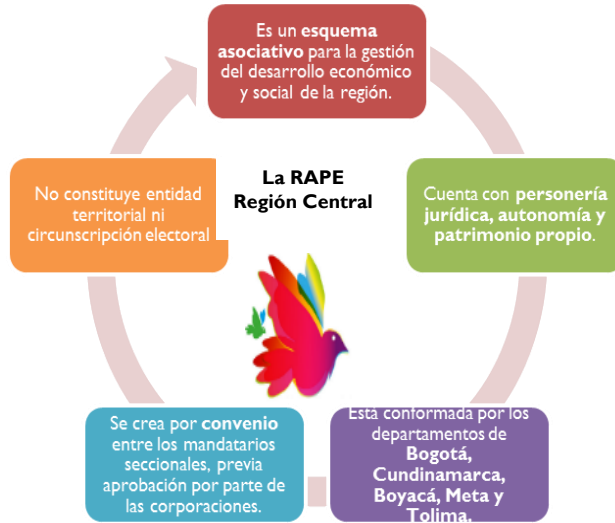 Es un esquema
asociativo para la gestión
del desarrollo económico
y social de la región.
La RAPE
Región Central
Cuenta con personería
jurídica, autonomía y
patrimonio propio.
Está conformada por los
departamentos de
Bogotá,
Cundinamarca,
Boyacá, Meta y
Tolima.
Se crea por convenio
entre los mandatarios
seccionales, previa
aprobación por parte de
las corporaciones.
No constituye entidad
territorial ni
circunscripción electoral